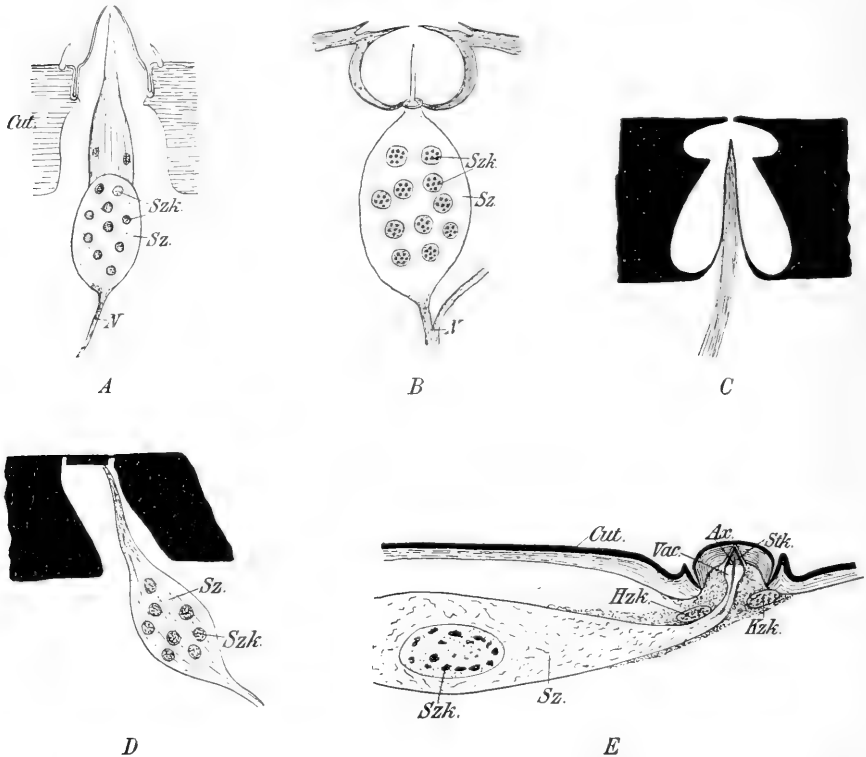 Cut.
Szk.
Sz.
N
A
Szk.
Sz.
N
B
C
Sz.
Szk.
D
Cut.
Ax.
Stk.
Vac.
Hzk.
Kzk.
Szk.
Sz.
E